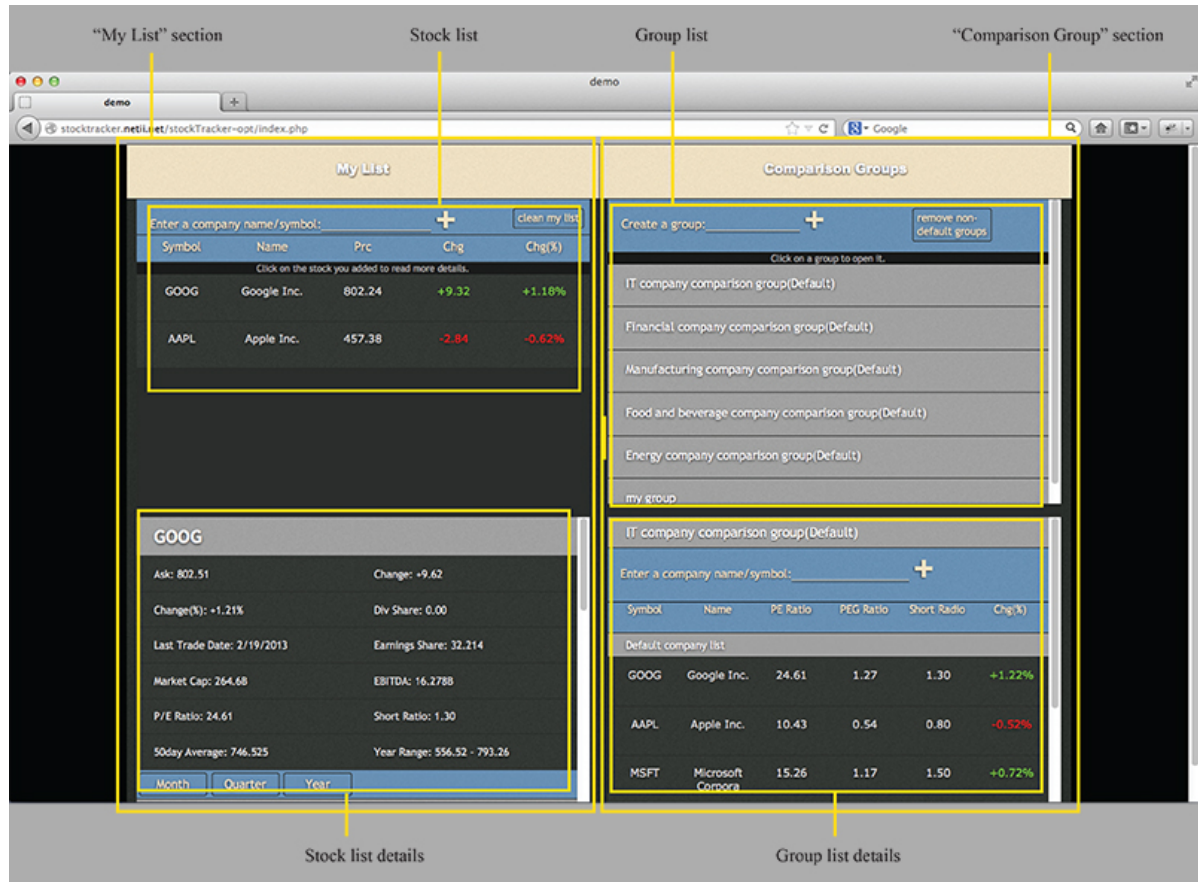 “My List” section
Stock list
Group list
“Comparison Group” section
demo
demo
stocktracker.netii.net/stockTracker-opt/index.php
Google
My List
Enter a company name/symbol:
clean my list
Symbol Name Prc Chg Chg(%)
Click on the stock you added to read more details.
GOOG Google Inc. 802.24 +9.32 +1.18%
AAPL Apple Inc. 457.38 -2.84 -0.62%
GOOG
Ask: 802.51 Change: +9.62
Change(%): +1.21% Div Share: 0.00
Last Trade Date: 2/19/2013 Earnings Share: 32.214
Market Cap: 264.6B EBITDA: 16.278B
P/E Ratio: 24.61 Short Ratio: 1.30
50day Average: 746.525 Year Range: 556.52 - 793.26
Month Quarter Year
Comparison Groups
Create a group:
remove non-
default groups
Click on a group to open it.
IT company comparison group(Default)
Financial company comparison group(Default)
Manufacturing company comparison group(Default)
Food and beverage company comparison group(Default)
Energy company comparison group(Default)
my group
IT company comparison group(Default)
Enter a company name/symbol:
Symbol Name PE Ratio PEG Ratio Short Radio Chg(%)
Default company list
GOOG Google Inc. 24.61 1.27 1.30 +1.22%
AAPL Apple Inc. 10.43 0.54 0.80 -0.52%
MSFT Microsoft 15.26 1.17 1.50 +0.72%
Corpora
Stock list details
Group list details